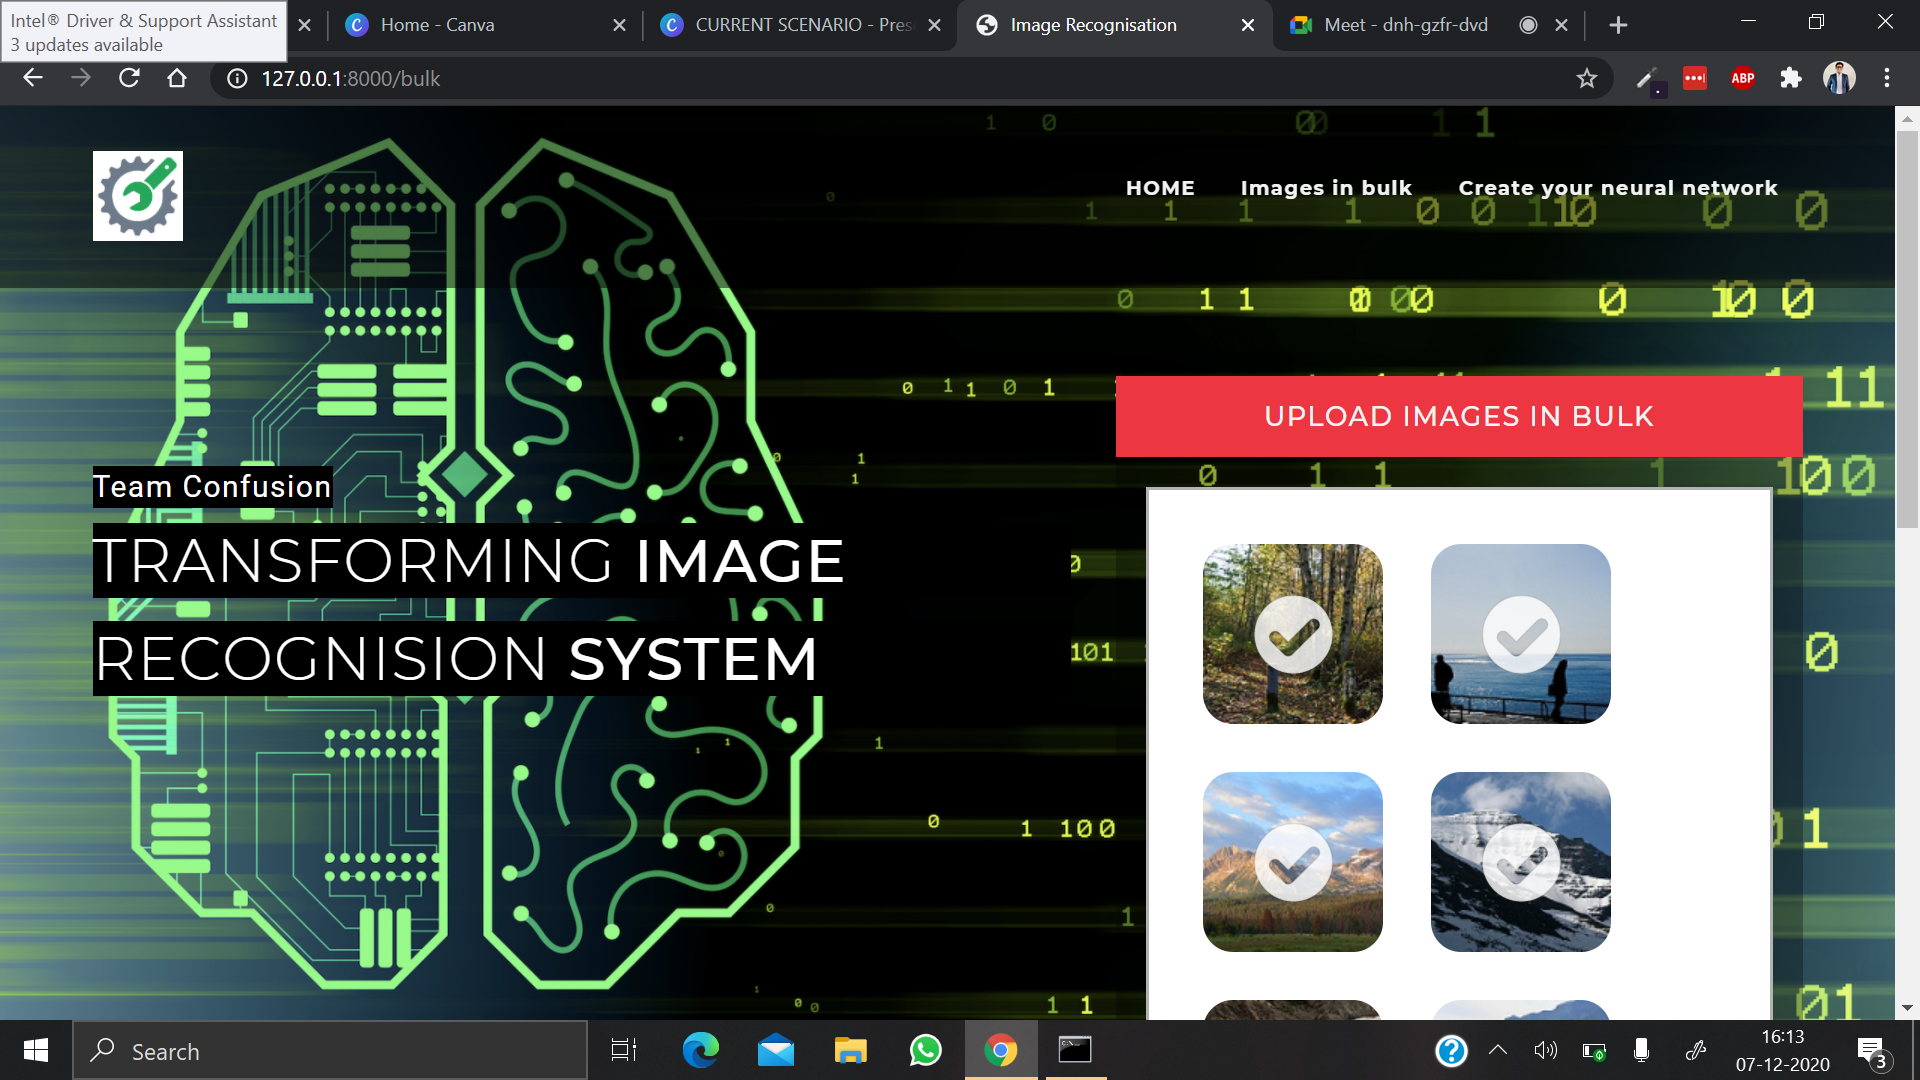 Intel® Driver & Support Assistant
3 updates available
Home - Canva
CURRENT SCENARIO - Pres
Image Recognisation
Meet - dnh-gzfr-dvd
127.0.0.1:8000/bulk
ABP
HOME
Images in bulk
Create your neural network
UPLOAD IMAGES IN BULK
Team Confusion
TRANSFORMING IMAGE
RECOGNISION SYSTEM
Search
16:13
07-12-2020
3